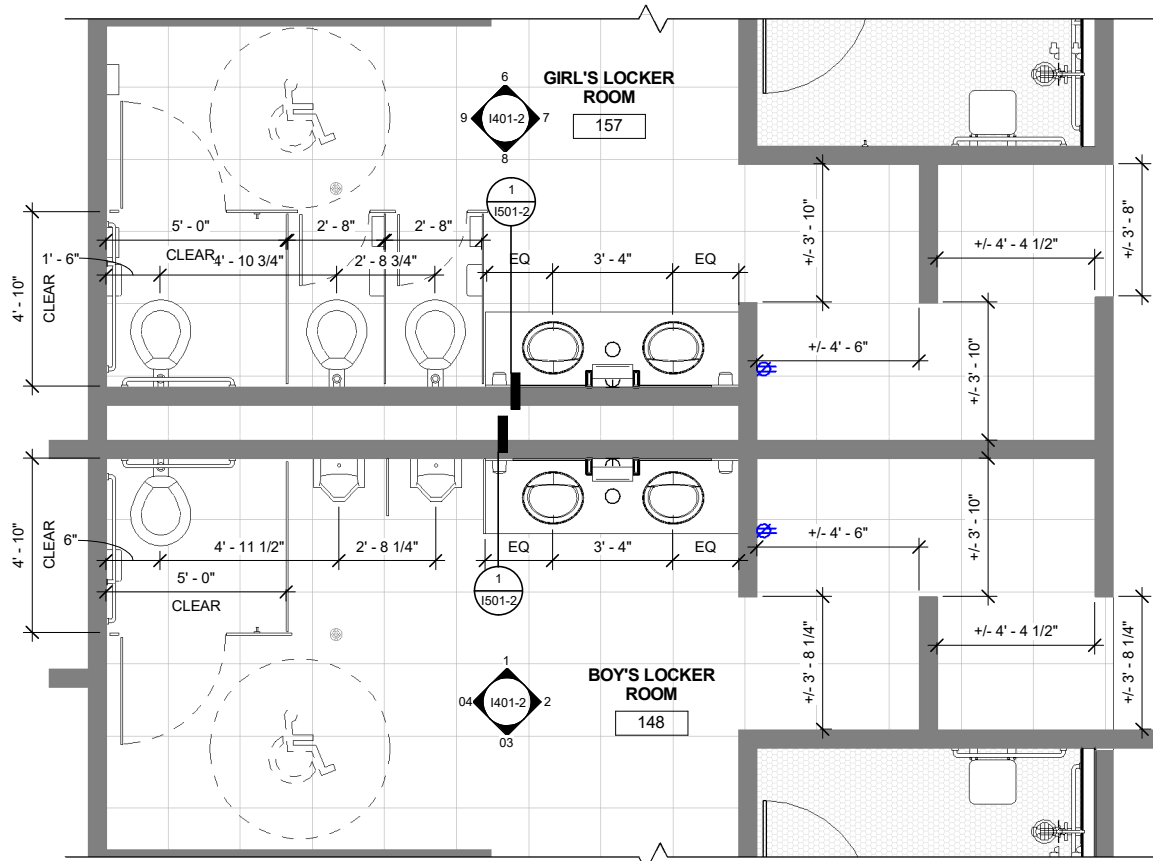 6
9
I401-2
7
8
GIRL'S LOCKER
ROOM
157
1
I501-2
5' - 0"
2' - 8"
2' - 8"
CLEAR
1' - 6"
4' - 10 3/4"
2' - 8 3/4"
EQ
3' - 4"
EQ
4' - 10"
CLEAR
+/- 3' - 10"
+/- 4' - 4 1/2"
+/- 3' - 8"
+/- 4' - 6"
+/- 3' - 10"
4' - 10"
CLEAR
6"
4' - 11 1/2"
2' - 8 1/4"
EQ
3' - 4"
EQ
5' - 0"
CLEAR
1
I501-2
+/- 4' - 6"
+/- 3' - 10"
+/- 3' - 8 1/4"
+/- 4' - 4 1/2"
+/- 3' - 8 1/4"
1
04
I401-2
2
03
BOY'S LOCKER
ROOM
148